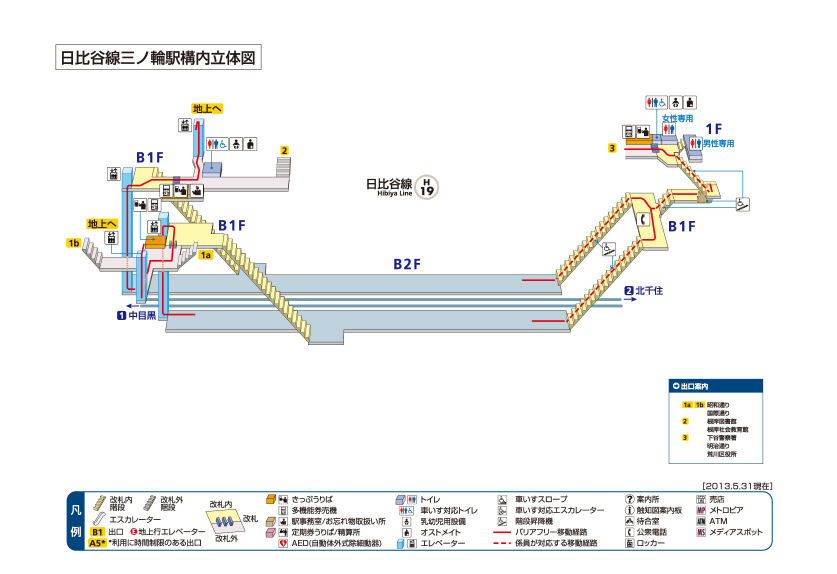 日比谷線三ノ輪駅構内立体図
地上へ
B1F
2
地上へ
1b
B1F
1a
日比谷線
Hibiya Line
H
19
B2F
女性専用
1F
3
男性専用
B1F
2 北千住
1 中目黒
出口案内
1a 1b 昭和通り
国際通り
2 根岸図書館
根岸社会教育館
3 下谷警察署
明治通り
荒川区役所
[2013.5.31現在]
凡例
改札内階段
改札外階段
エスカレーター
B1 出口 E 地上行エレベーター
A5* *利用に時間制限のある出口
改札内
改札
改札外
きっぷうりば
多機能券売機
駅事務室/お忘れ物取扱い所
定期券うりば/精算所
AED(自動体外式除細動器)
トイレ
車いす対応トイレ
乳幼児用設備
オストメイト
エレベーター
車いすスロープ
車いす対応エスカレーター
階段昇降機
バリアフリー移動経路
係員が対応する移動経路
? 案内所
i 触知図案内板
待合室
公衆電話
ロッカー
売店
MP メトロピア
ATM ATM
MS メディアスポット